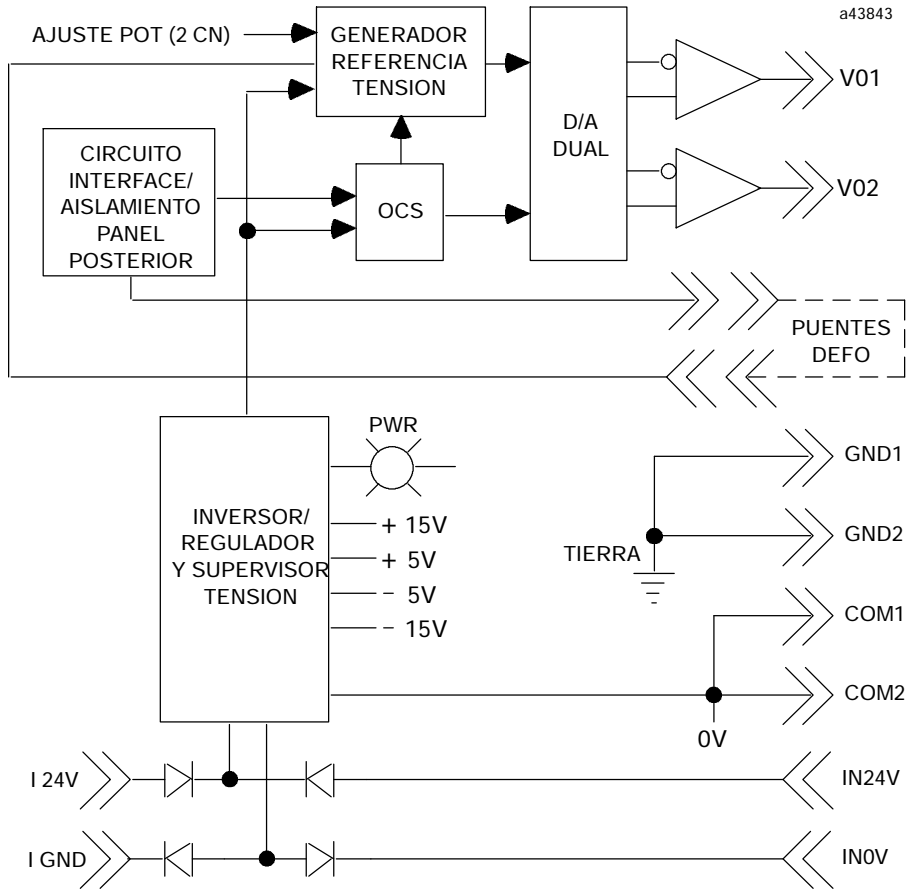 a43843
AJUSTE POT (2 CN)
GENERADOR
REFERENCIA
TENSION
D/A
DUAL
V01
V02
CIRCUITO
INTERFACE/
AISLAMIENTO
PANEL
POSTERIOR
OCS
PUENTES
DEFO
PWR
INVERSOR/
REGULADOR
Y SUPERVISOR
TENSION
+ 15V
+ 5V
− 5V
− 15V
GND1
GND2
TIERRA
COM1
COM2
0V
I 24V
IN24V
I GND
IN0V